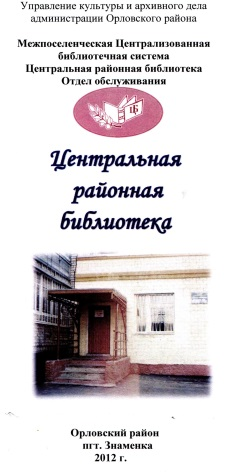 Управление культуры и архивного дела
администрации Орловского района
Межпоселенческая Централизованная
библиотечная система
Центральная районная библиотека
Отдел обслуживания
ЦБ
Центральная
районная
библиотека
Орловский район
пгт. Знаменка
2012 г.